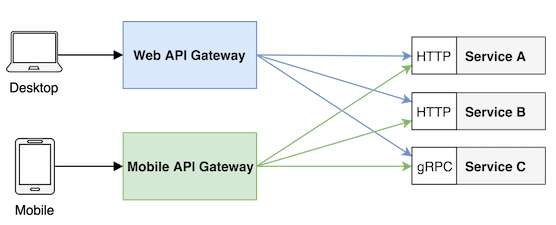 Desktop
Web API Gateway
HTTP
Service A
HTTP
Service B
Mobile
Mobile API Gateway
gRPC
Service C